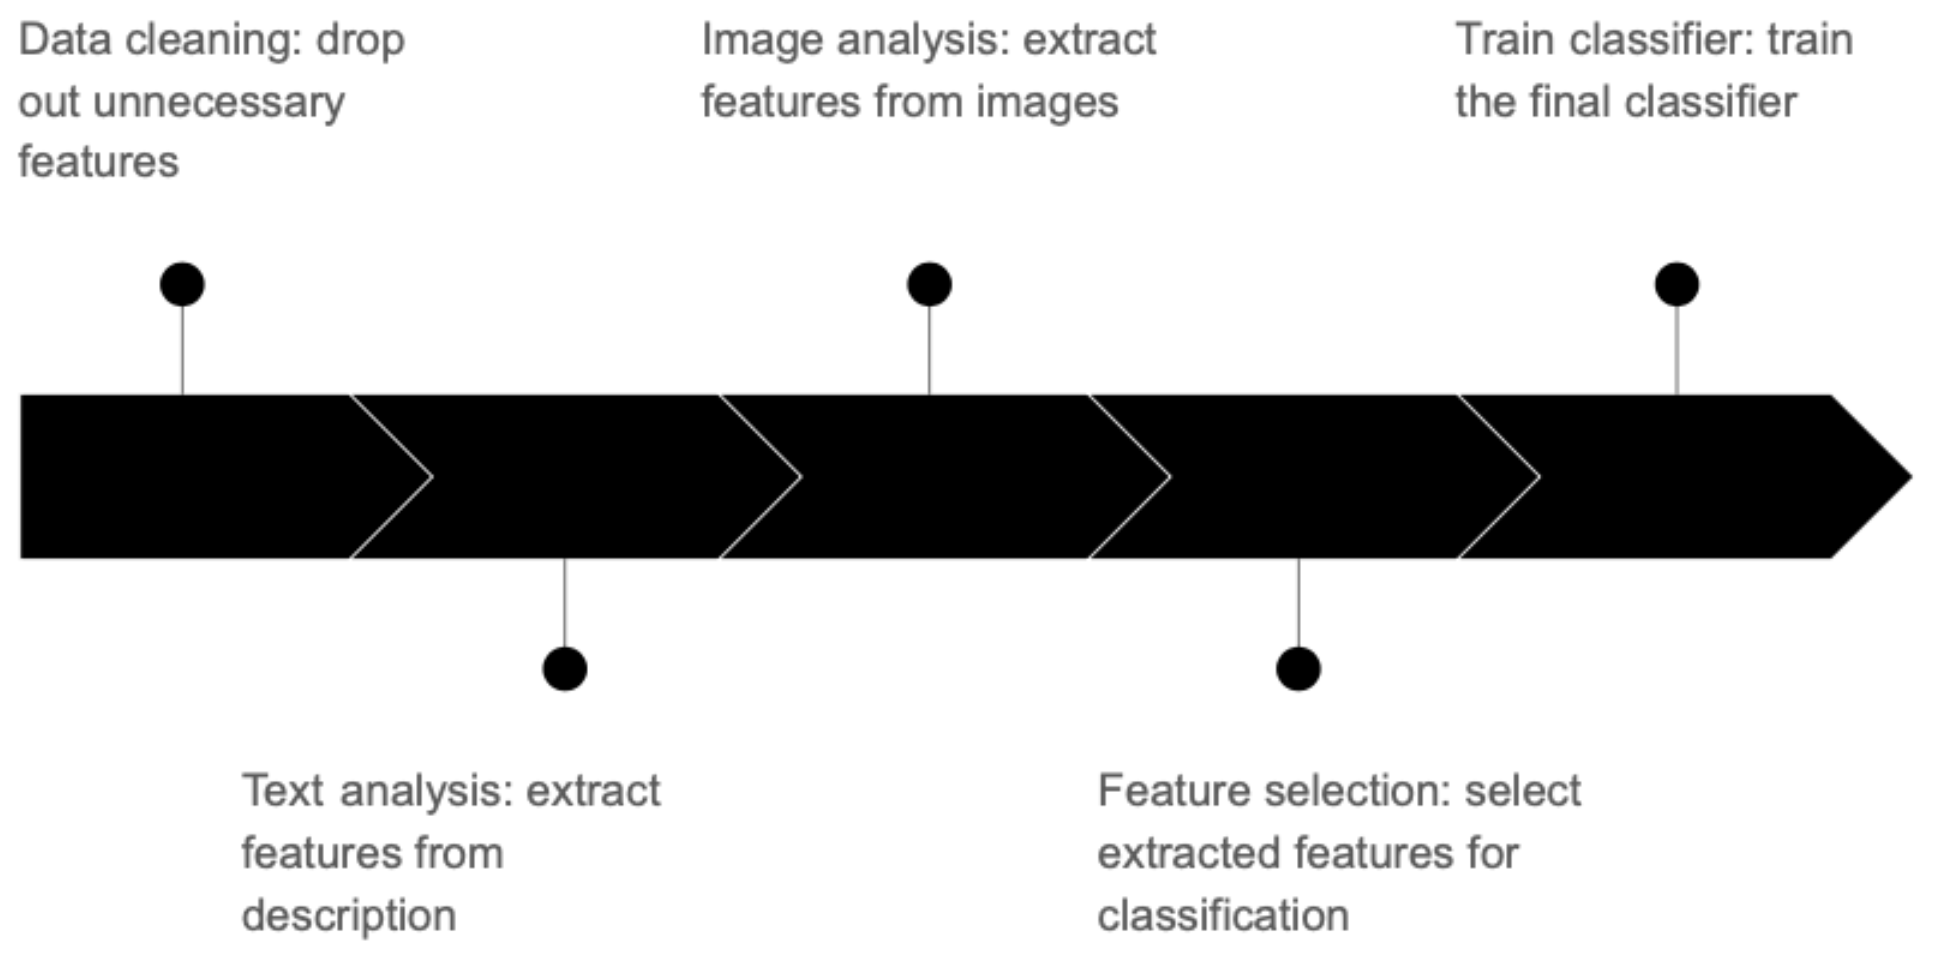 Data cleaning: drop
out unnecessary
features
Image analysis: extract
features from images
Train classifier: train
the final classifier
Text analysis: extract
features from
description
Feature selection: select
extracted features for
classification